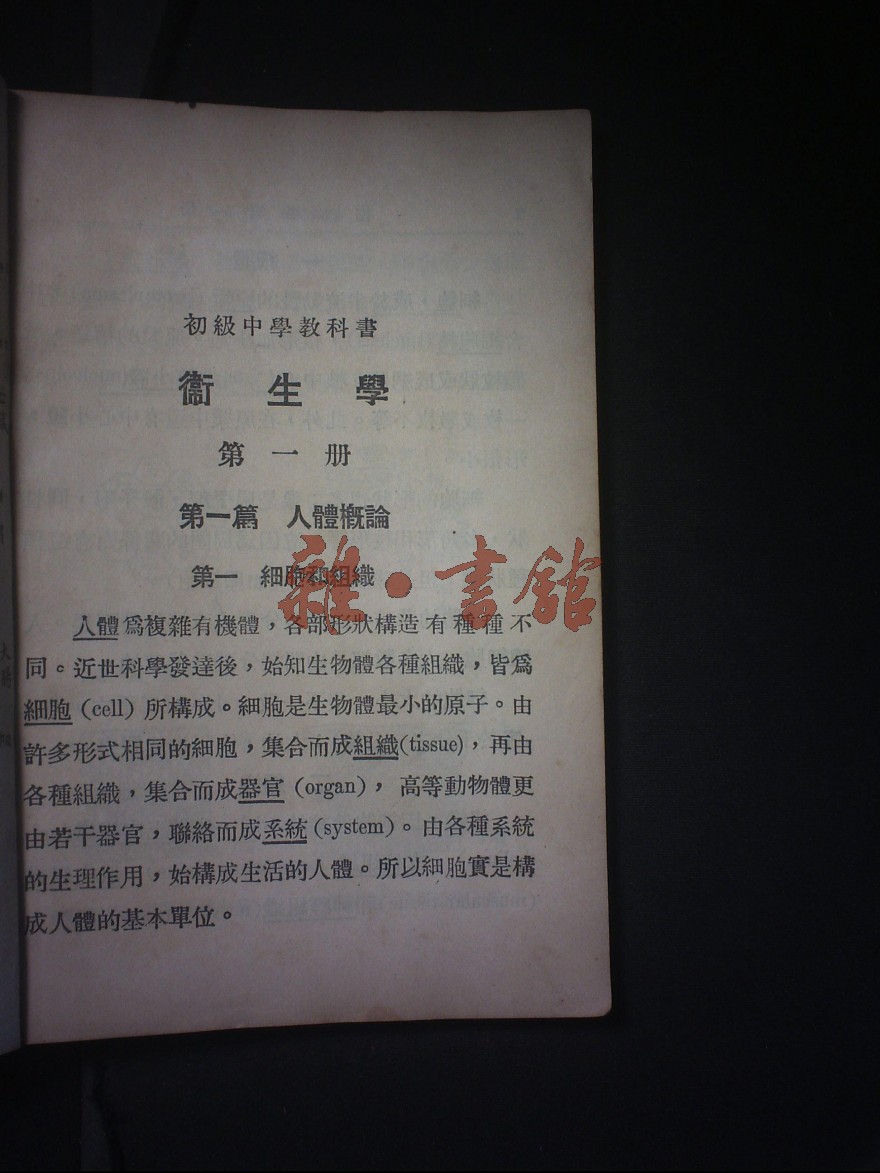 初級中學教科書
衞生學
第一册
第一篇 人體概論
第一 細胞和組織
雜·書館
人體爲複雜有機體，各部形狀構造有種種不
同。近世科學發達後，始知生物體各種組織，皆爲
細胞 (cell) 所構成。細胞是生物體最小的原子。由
許多形式相同的細胞，集合而成組織(tissue)，再由
各種組織，集合而成器官 (organ)，高等動物體更
由若干器官，聯絡而成系統 (system)。由各種系統
的生理作用，始構成生活的人體。所以細胞實是構
成人體的基本單位。